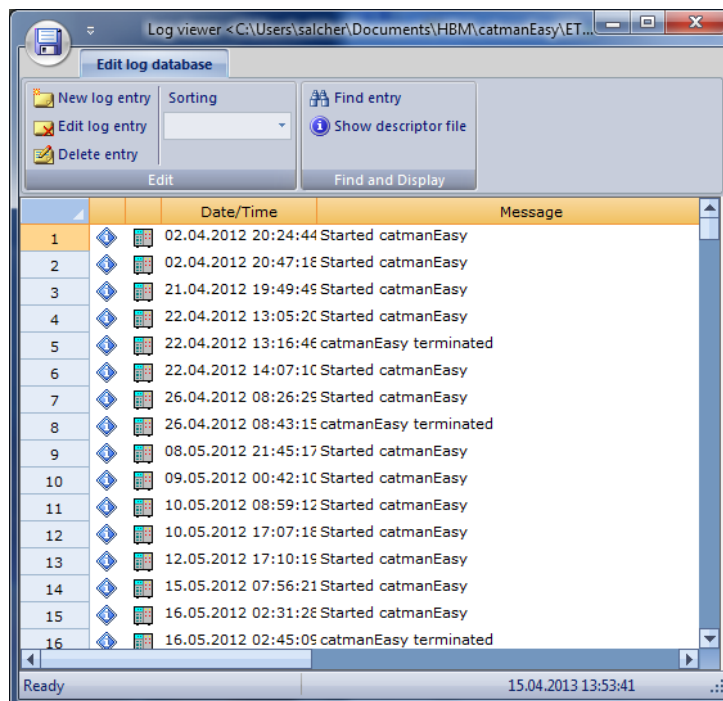 Log viewer <C:\Users\salcher\Documents\HBM\catmanEasy\ET...
Edit log database
New log entry Sorting Find entry
Edit log entry Show descriptor file
Delete entry
Edit Find and Display
Date/Time Message
1 02.04.2012 20:24:44 Started catmanEasy
2 02.04.2012 20:47:18 Started catmanEasy
3 21.04.2012 19:49:49 Started catmanEasy
4 22.04.2012 13:05:20 Started catmanEasy
5 22.04.2012 13:16:46 catmanEasy terminated
6 22.04.2012 14:07:10 Started catmanEasy
7 26.04.2012 08:26:29 Started catmanEasy
8 26.04.2012 08:43:15 catmanEasy terminated
9 08.05.2012 21:45:17 Started catmanEasy
10 09.05.2012 00:42:10 Started catmanEasy
11 10.05.2012 08:59:12 Started catmanEasy
12 10.05.2012 17:07:18 Started catmanEasy
13 12.05.2012 17:10:19 Started catmanEasy
14 15.05.2012 07:56:21 Started catmanEasy
15 16.05.2012 02:31:28 Started catmanEasy
16 16.05.2012 02:45:09 catmanEasy terminated
Ready 15.04.2013 13:53:41